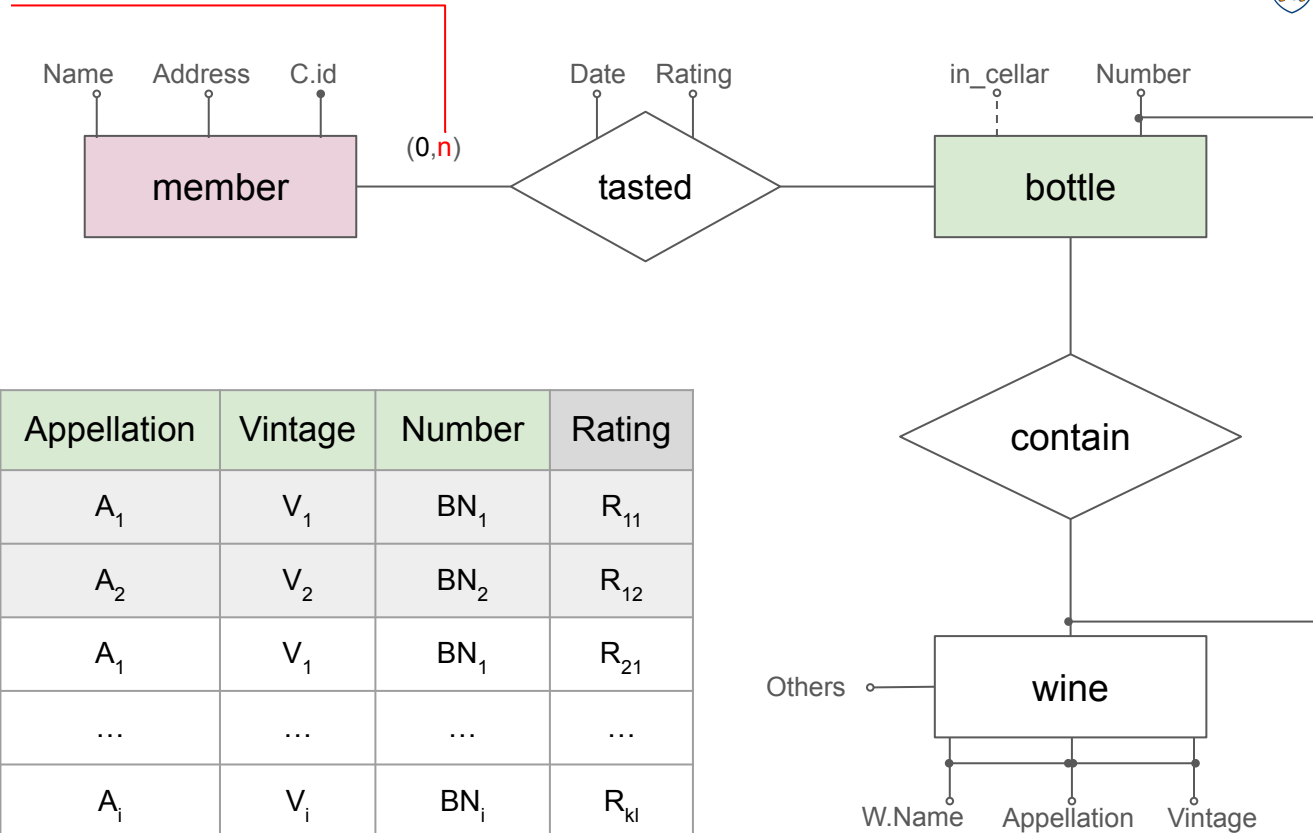 Name Address C.id Date Rating in_cellar Number
(0,n)
member tasted bottle
contain
Appellation Vintage Number Rating
A1 V1 BN1 R11
A2 V2 BN2 R12
A1 V1 BN1 R21
… … … …
Ai Vi BNi Rkl
Others wine
W.Name Appellation Vintage